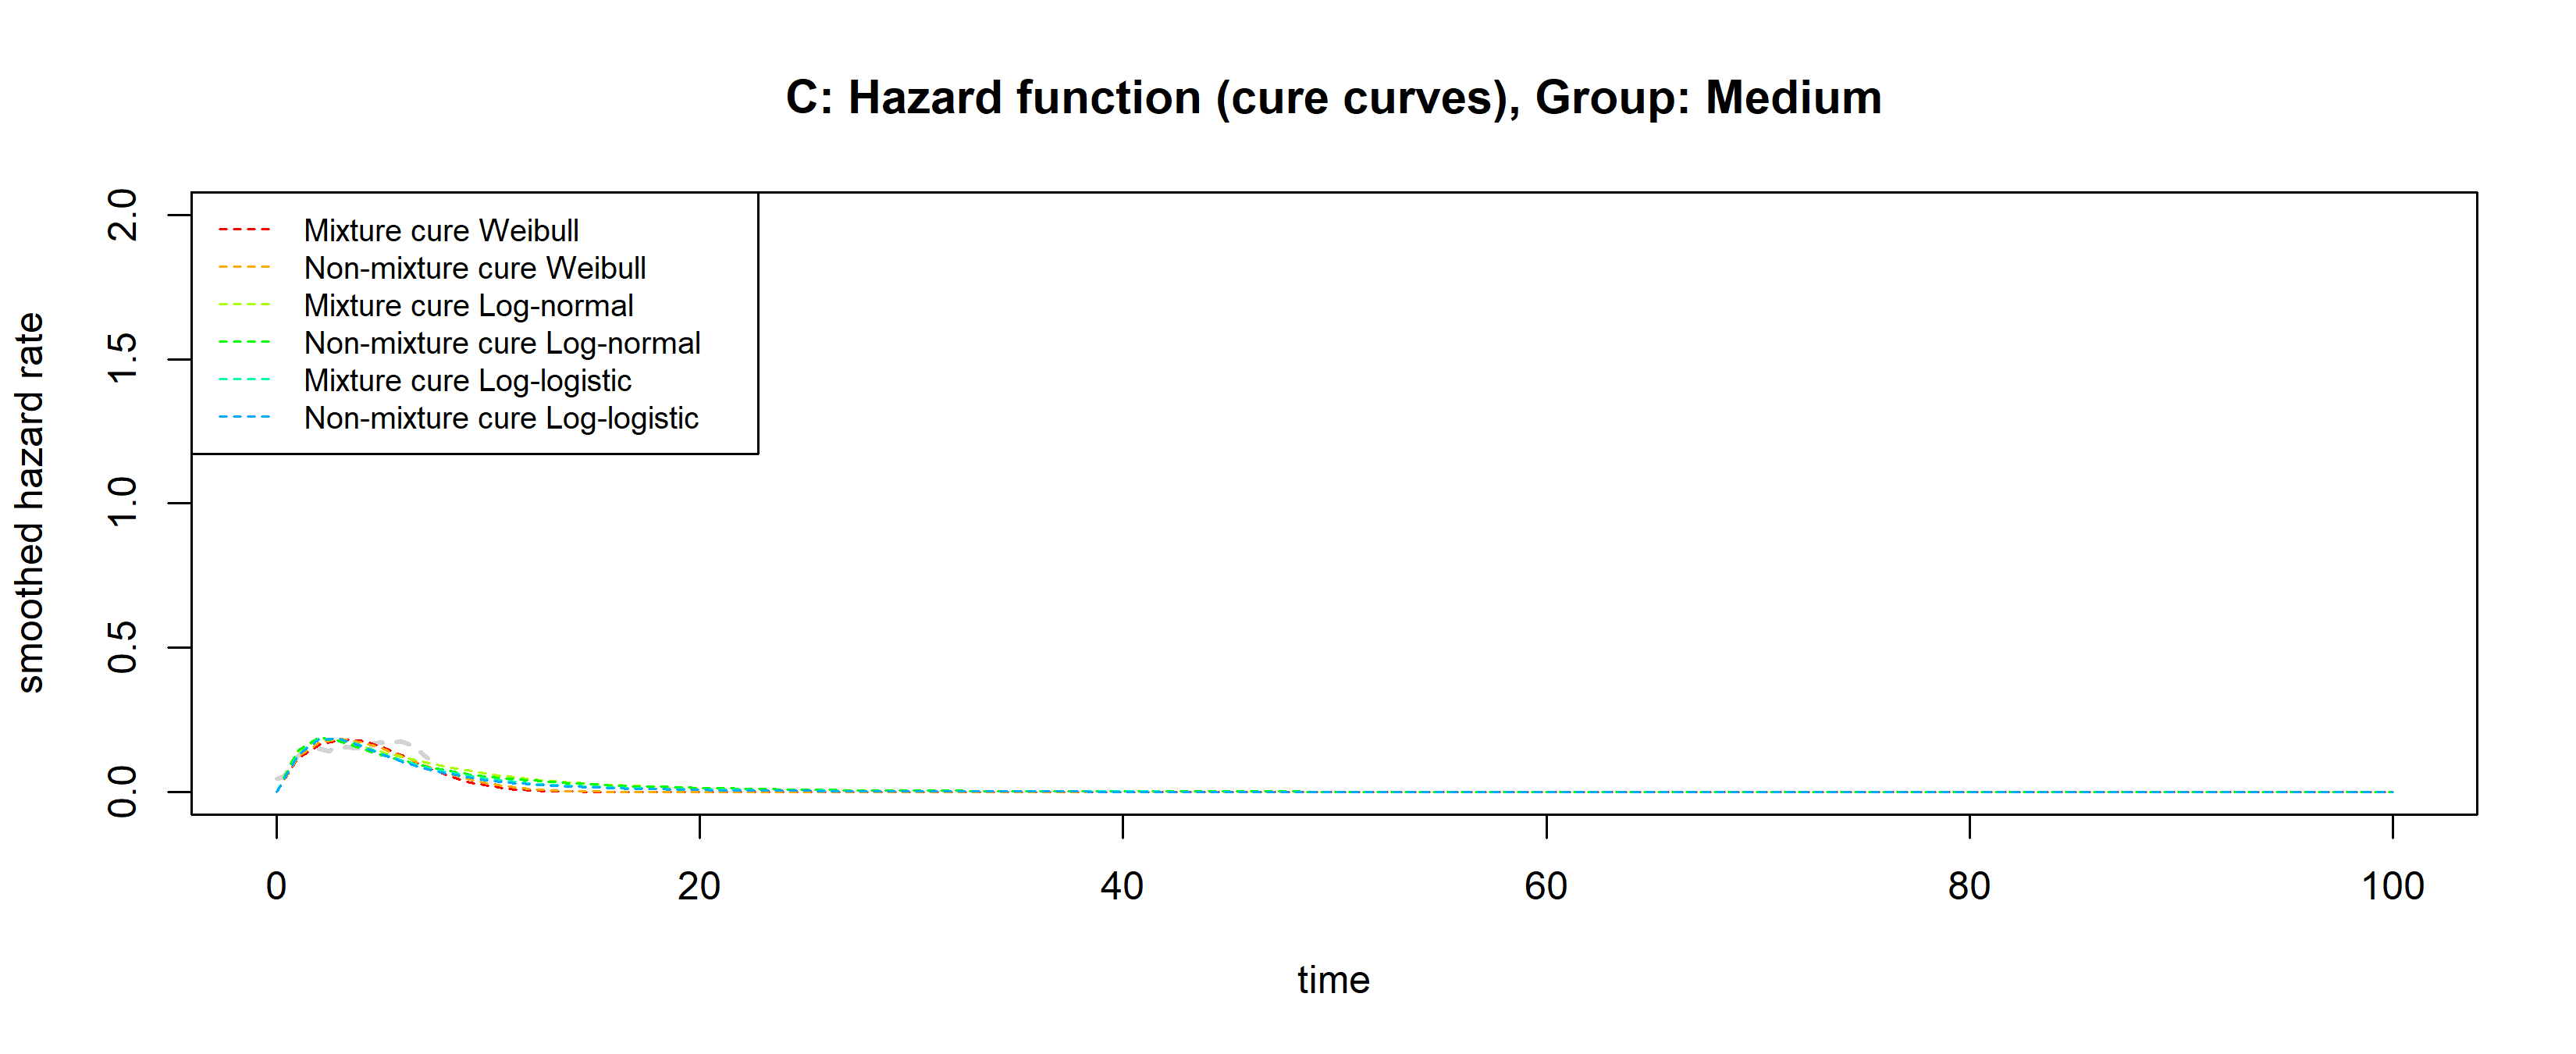 C: Hazard function (cure curves), Group: Medium
smoothed hazard rate
2.0
1.5
1.0
0.5
0.0
Mixture cure Weibull
Non-mixture cure Weibull
Mixture cure Log-normal
Non-mixture cure Log-normal
Mixture cure Log-logistic
Non-mixture cure Log-logistic
0 20 40 60 80 100
time